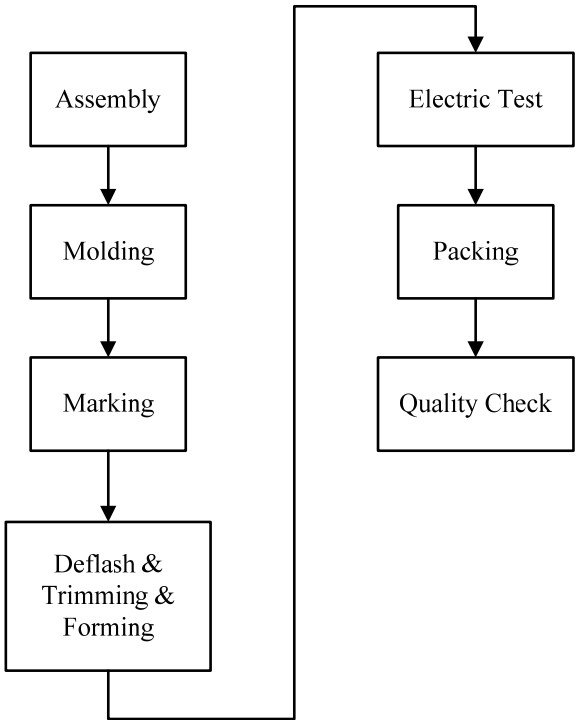 Assembly
Molding
Marking
Deflash &
Trimming &
Forming
Electric Test
Packing
Quality Check